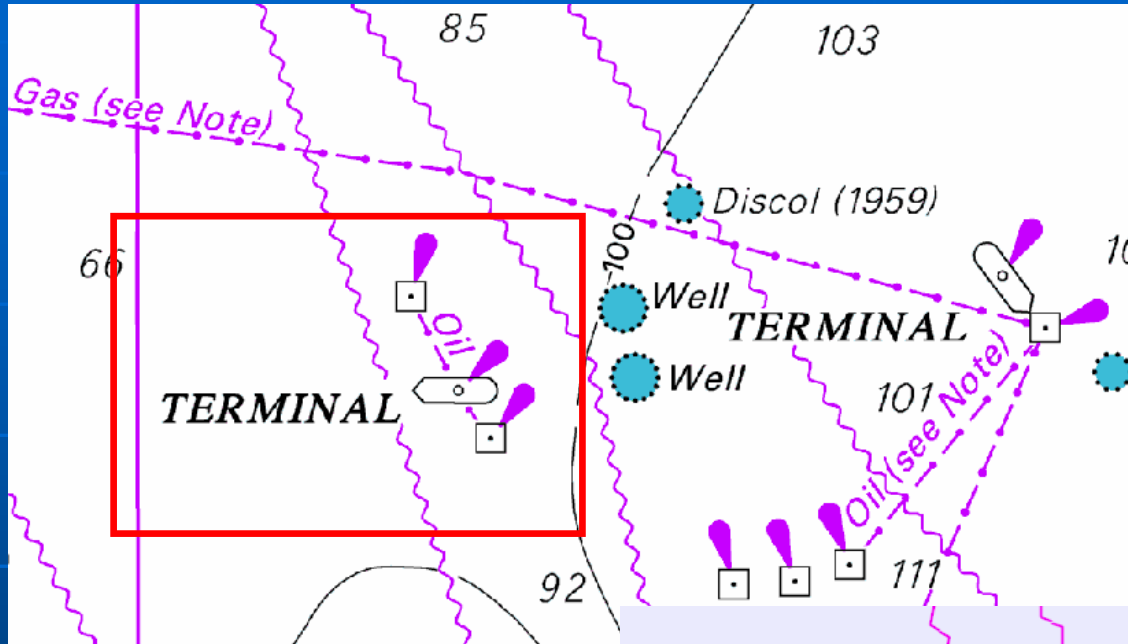 85
103
Gas (see Note)
Discol (1959)
66
100
Well
TERMINAL
Oil
Well
TERMINAL
101
Oil (see Note)
92
111